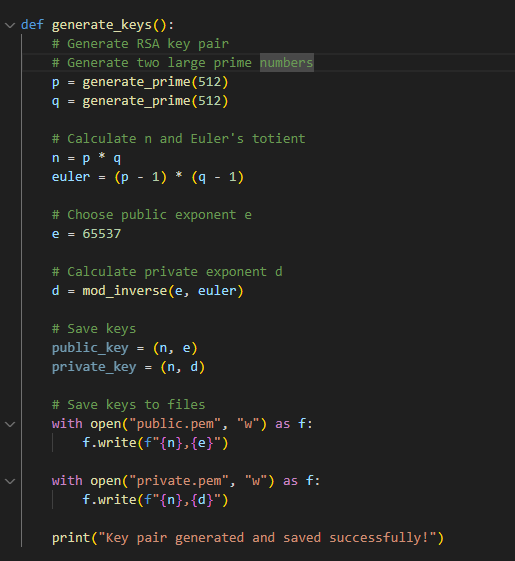 def generate_keys():
    # Generate RSA key pair
    # Generate two large prime numbers
    p = generate_prime(512)
    q = generate_prime(512)

    # Calculate n and Euler's totient
    n = p * q
    euler = (p - 1) * (q - 1)

    # Choose public exponent e
    e = 65537

    # Calculate private exponent d
    d = mod_inverse(e, euler)

    # Save keys
    public_key = (n, e)
    private_key = (n, d)

    # Save keys to files
    with open("public.pem", "w") as f:
        f.write(f"{n},{e}")

    with open("private.pem", "w") as f:
        f.write(f"{n},{d}")

    print("Key pair generated and saved successfully!")